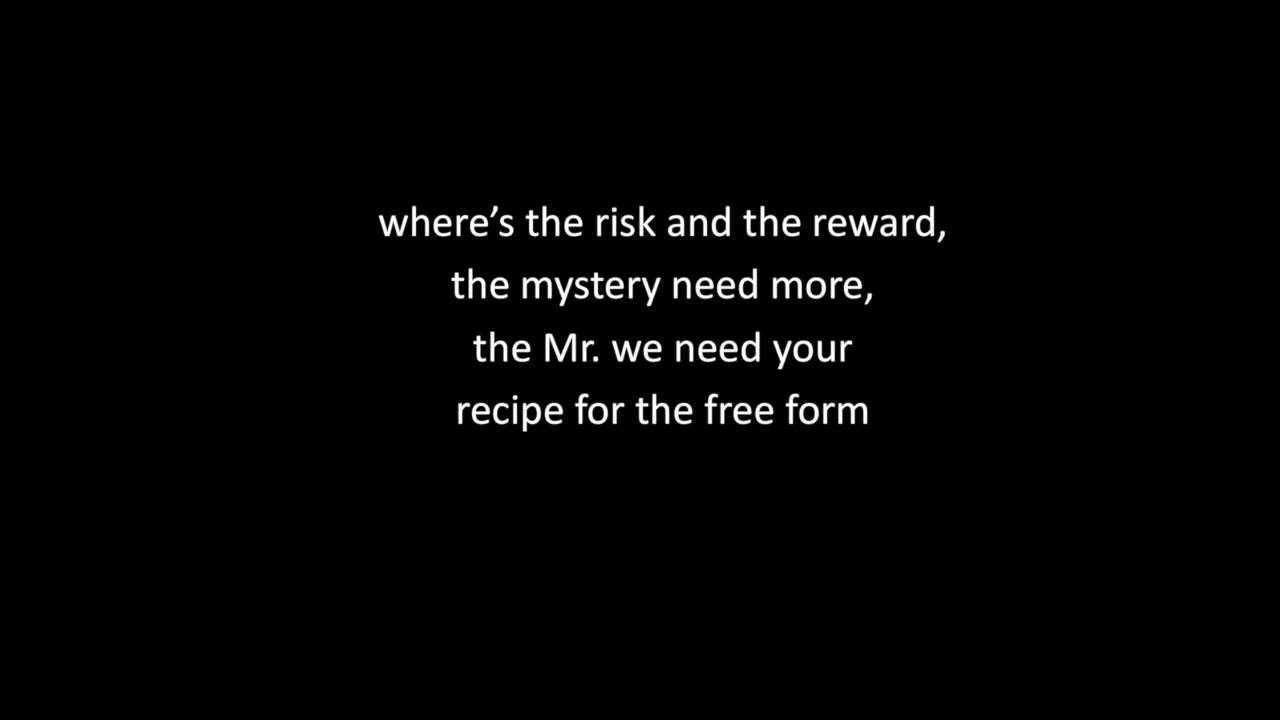 where’s the risk and the reward,
the mystery need more,
the Mr. we need your
recipe for the free form